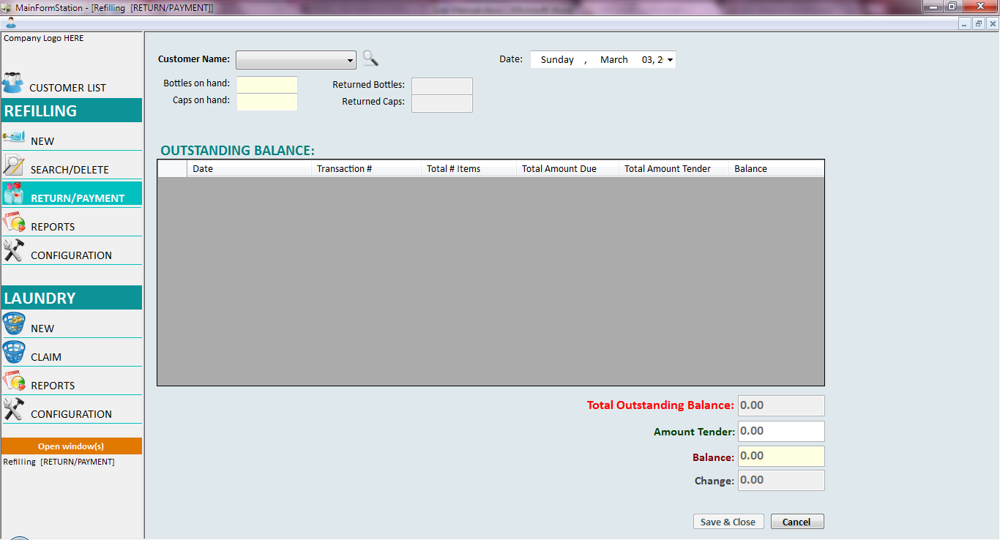 MainFormStation - [Refilling [RETURN/PAYMENT]]
Company Logo HERE
CUSTOMER LIST
REFILLING
NEW
SEARCH/DELETE
RETURN/PAYMENT
REPORTS
CONFIGURATION
LAUNDRY
NEW
CLAIM
REPORTS
CONFIGURATION
Open window(s)
Refilling [RETURN/PAYMENT]
Customer Name:
Date: Sunday , March 03, 2
Bottles on hand:
Returned Bottles:
Caps on hand:
Returned Caps:
OUTSTANDING BALANCE:
Date Transaction # Total # Items Total Amount Due Total Amount Tender Balance
Total Outstanding Balance: 0.00
Amount Tender: 0.00
Balance: 0.00
Change: 0.00
Save & Close Cancel